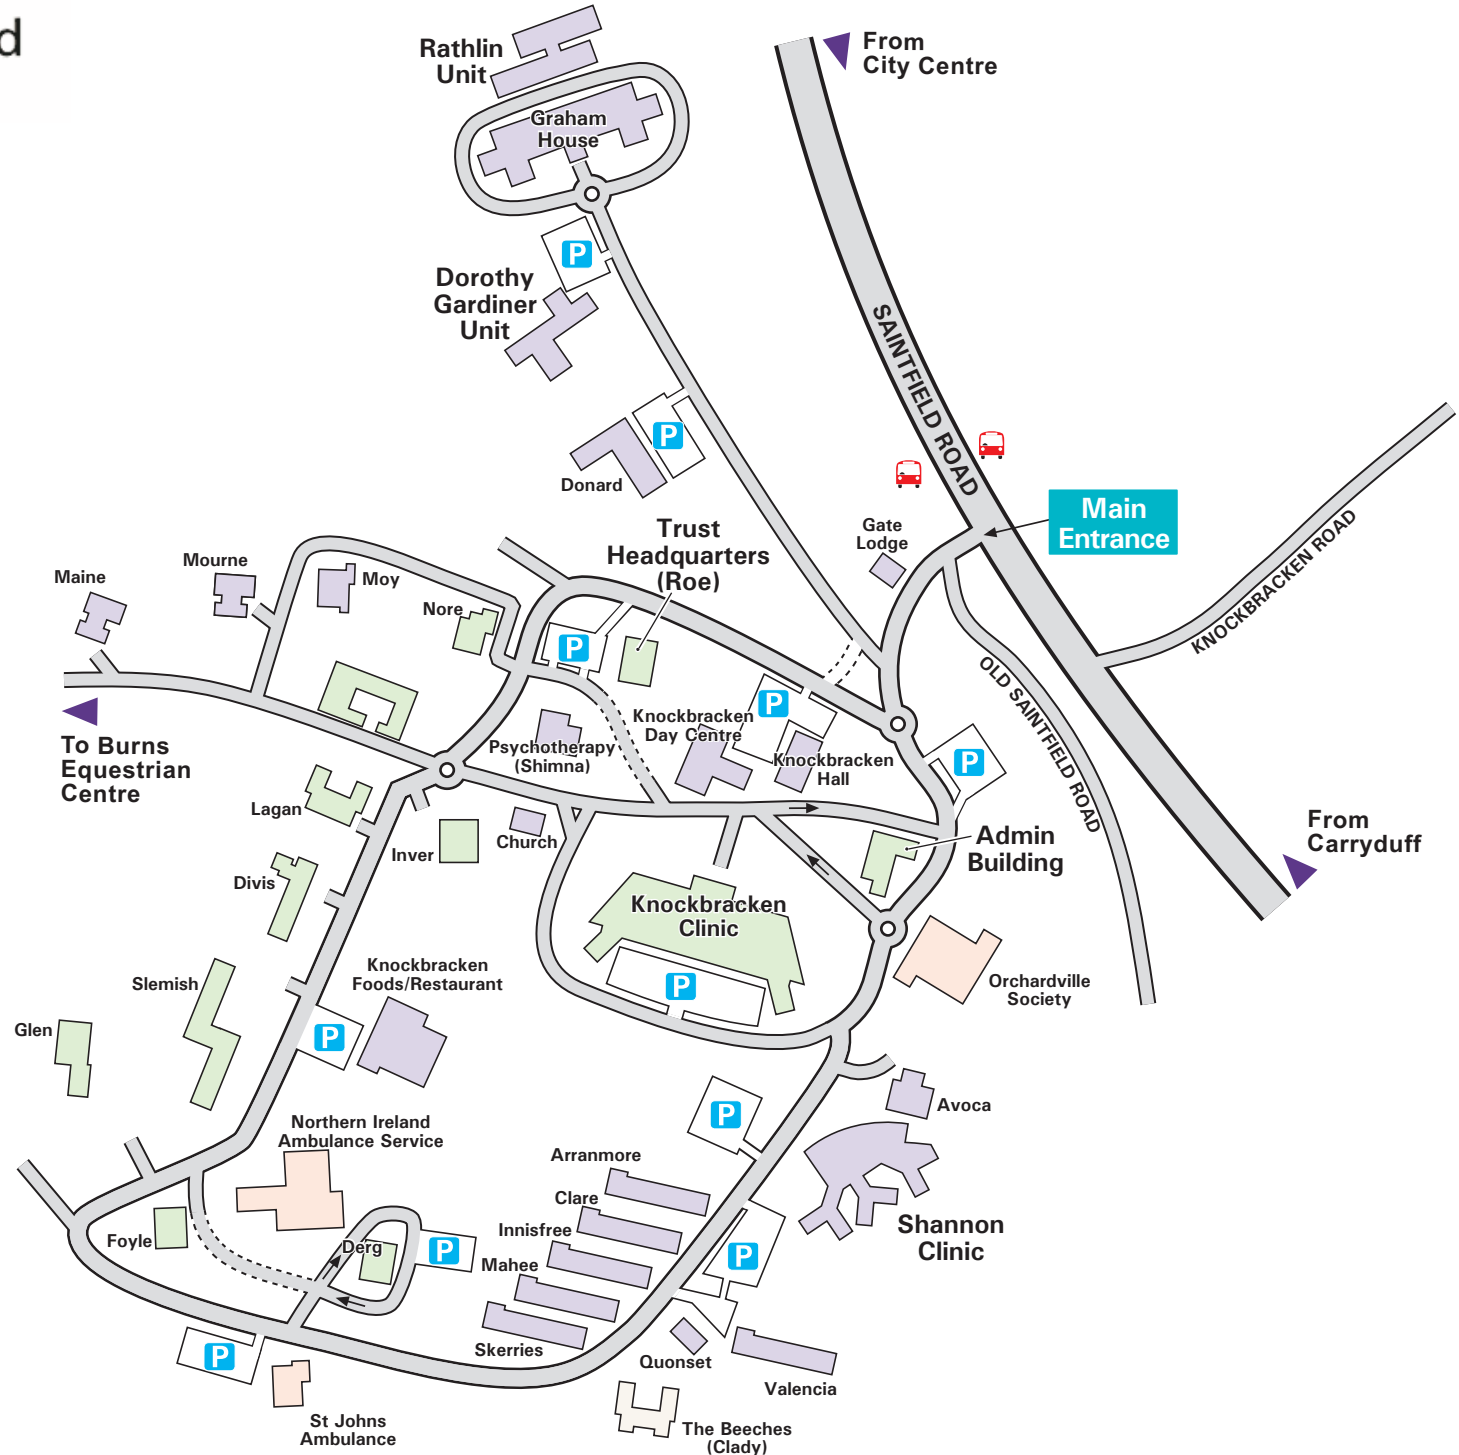 d
Rathlin
Unit
From
City Centre
Graham
House
P
Dorothy
Gardiner
Unit
SAINTFIELD ROAD
P
Donard
Main
Entrance
Gate
Lodge
Trust
Headquarters
(Roe)
KNOCKBRACKEN ROAD
Maine
Mourne
Moy
Nore
P
OLD SAINTFIELD ROAD
P
Knockbracken
Day Centre
Knockbracken
Hall
P
Psychotherapy
(Shimna)
To Burns
Equestrian
Centre
Lagan
Inver
Church
Admin
Building
From
Carryduff
Divis
Knockbracken
Clinic
P
Knockbracken
Foods/Restaurant
Orchardville
Society
Slemish
Glen
P
Northern Ireland
Ambulance Service
P
Avoca
Arranmore
Clare
Innisfree
Mahee
Skerries
Shannon
Clinic
Foyle
Derg
P
P
P
St Johns
Ambulance
Quonset
Valencia
The Beeches
(Clady)